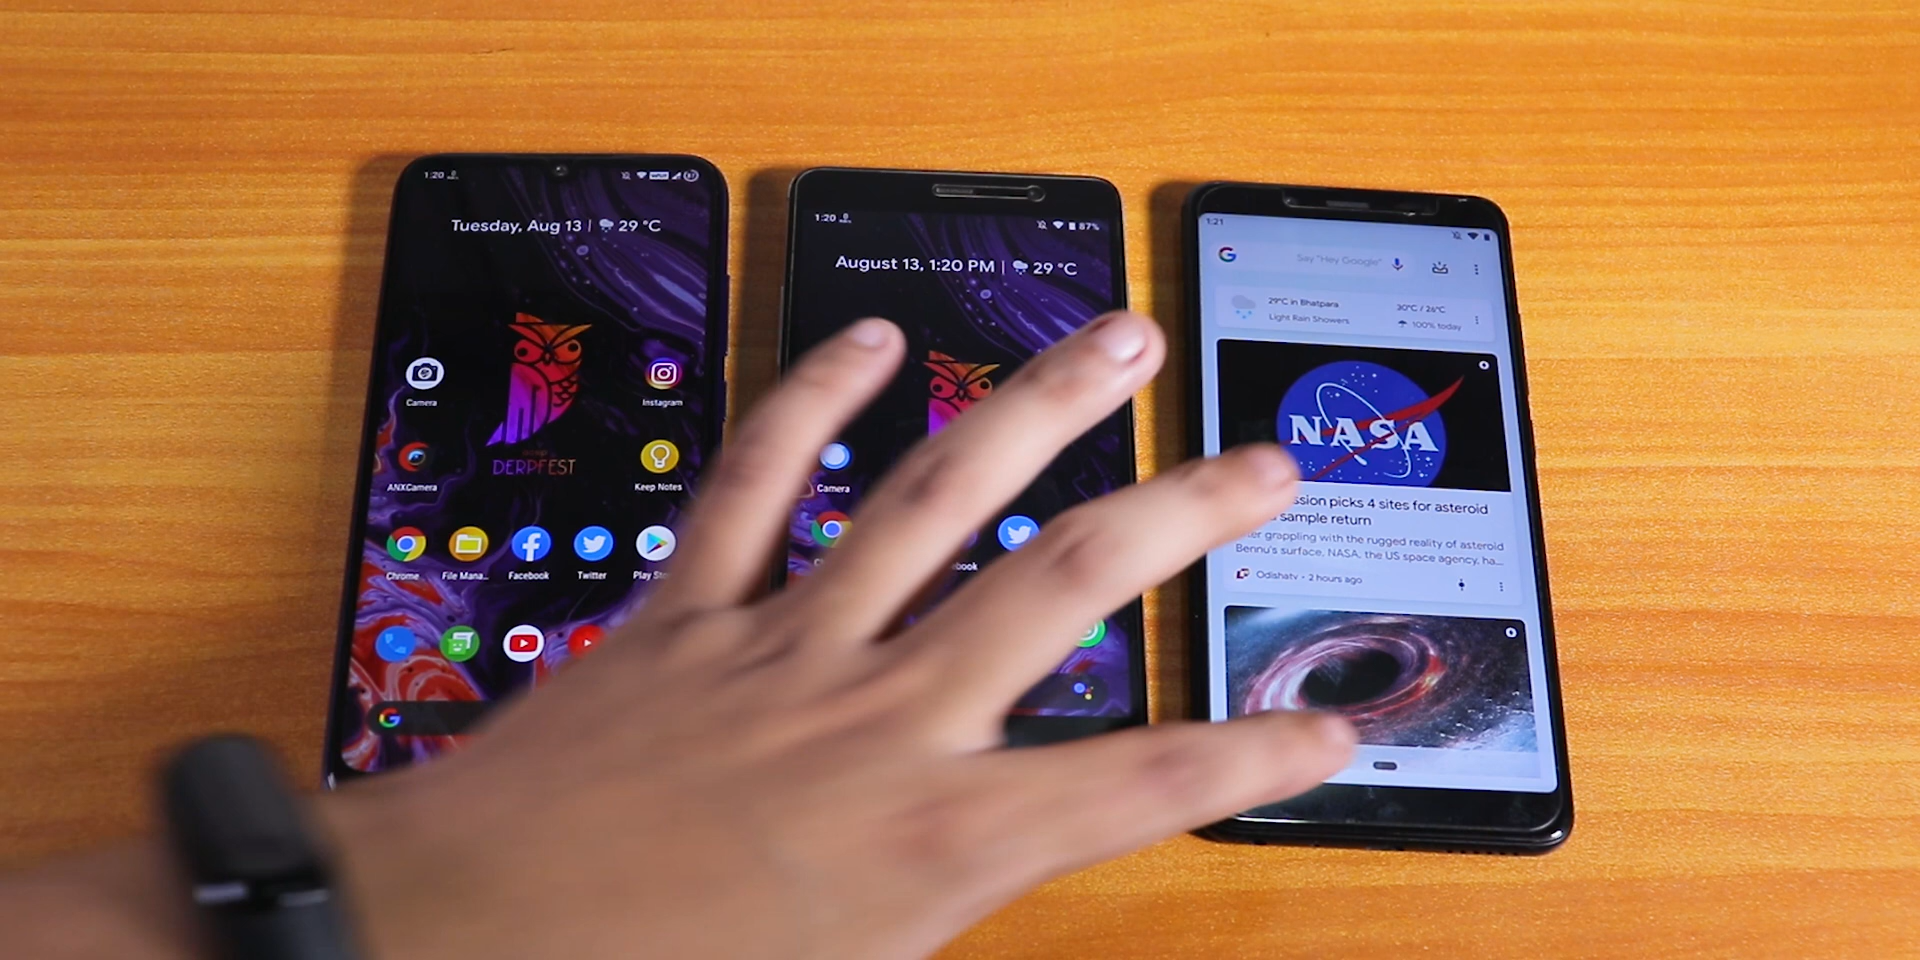 1:20
Tuesday, Aug 13 | 29 °C
Camera
Instagram
ANXCamera
DERPFEST
Keep Notes
Chrome
File Mana...
Facebook
Twitter
Play
1:20
87%
August 13, 1:20 PM | 29 °C
Camera
1:21
Say "Hey Google"
29°C in Bhatpara
30°C / 26°C
Light Rain Showers
100% today
NASA
ssion picks 4 sites for asteroid
sample return
grappling with the rugged reality of asteroid
Bennu's surface, NASA, the US space agency, ha...
Odishatv • 2 hours ago